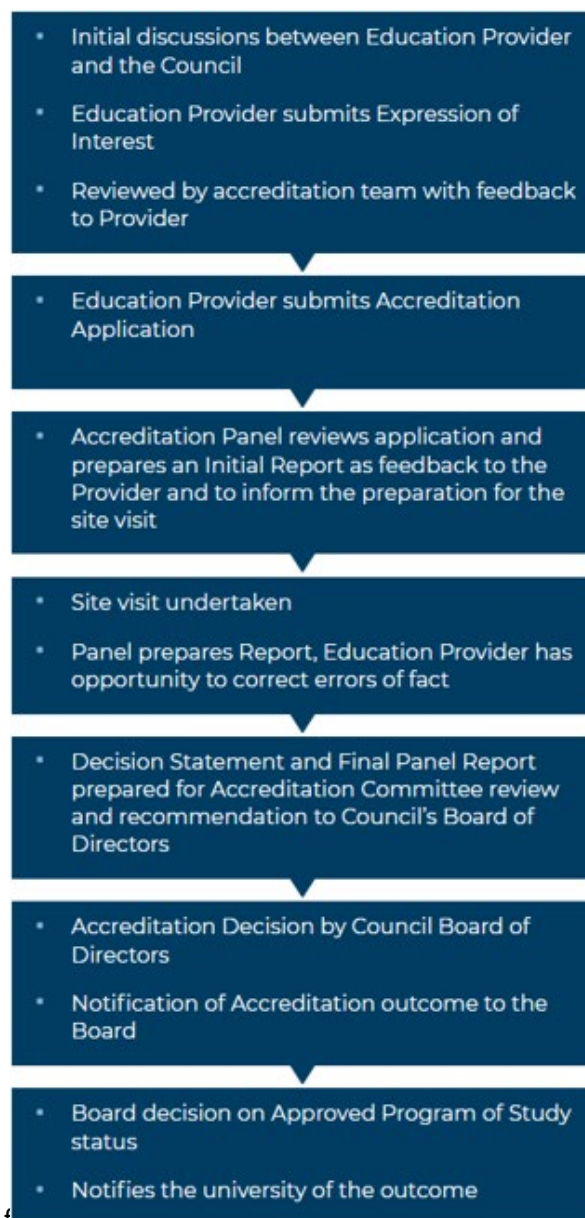 • Initial discussions between Education Provider
and the Council
• Education Provider submits Expression of
Interest
• Reviewed by accreditation team with feedback
to Provider
• Education Provider submits Accreditation
Application
• Accreditation Panel reviews application and
prepares an Initial Report as feedback to the
Provider and to inform the preparation for the
site visit
• Site visit undertaken
• Panel prepares Report, Education Provider has
opportunity to correct errors of fact
• Decision Statement and Final Panel Report
prepared for Accreditation Committee review
and recommendation to Council's Board of
Directors
• Accreditation Decision by Council Board of
Directors
• Notification of Accreditation outcome to the
Board
• Board decision on Approved Program of Study
status
• Notifies the university of the outcome